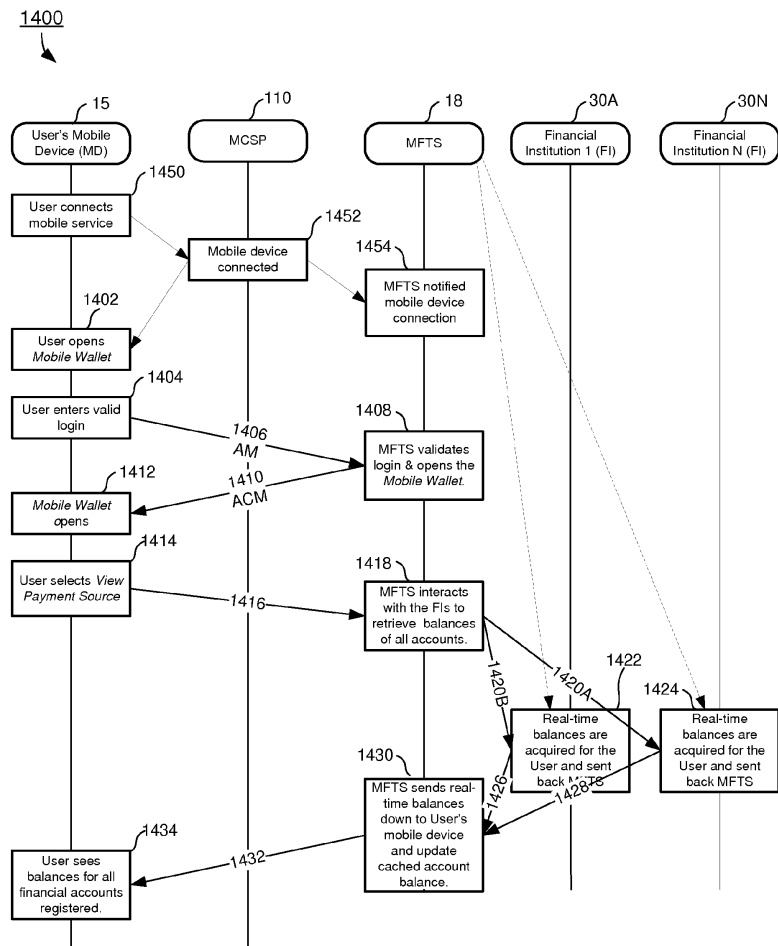 1400
15
110
18
30A
30N
User's Mobile
Device (MD)
MCSP
MFTS
Financial
Institution 1 (FI)
Financial
Institution N (FI)
1450
User connects
mobile service
1452
Mobile device
connected
1454
MFTS notified
mobile device
connection
1402
User opens
Mobile Wallet
1404
User enters valid
login
1406
AM
1408
MFTS validates
login & opens the
Mobile Wallet.
1410
ACM
1412
Mobile Wallet
opens
1414
User selects View
Payment Source
1416
1418
MFTS interacts
with the FIs to
retrieve balances
of all accounts.
1420B
1420A
1422
Real-time
balances are
acquired for the
User and sent
back MFTS
1424
Real-time
balances are
acquired for the
User and sent
back MFTS
1426
1428
1430
MFTS sends real-
time balances
down to User's
mobile device
and update
cached account
balance.
1432
1434
User sees
balances for all
financial accounts
registered.